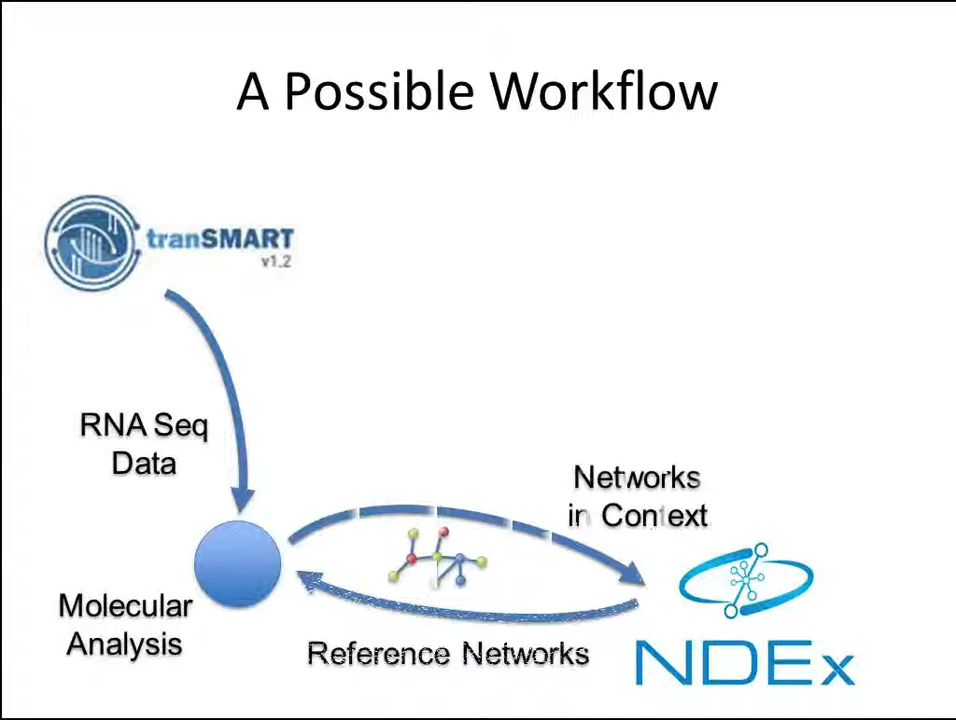 A Possible Workflow
tranSMART
v1.2
RNA Seq
Data
Networks
in Context
Molecular
Analysis
Reference Networks
NDEx